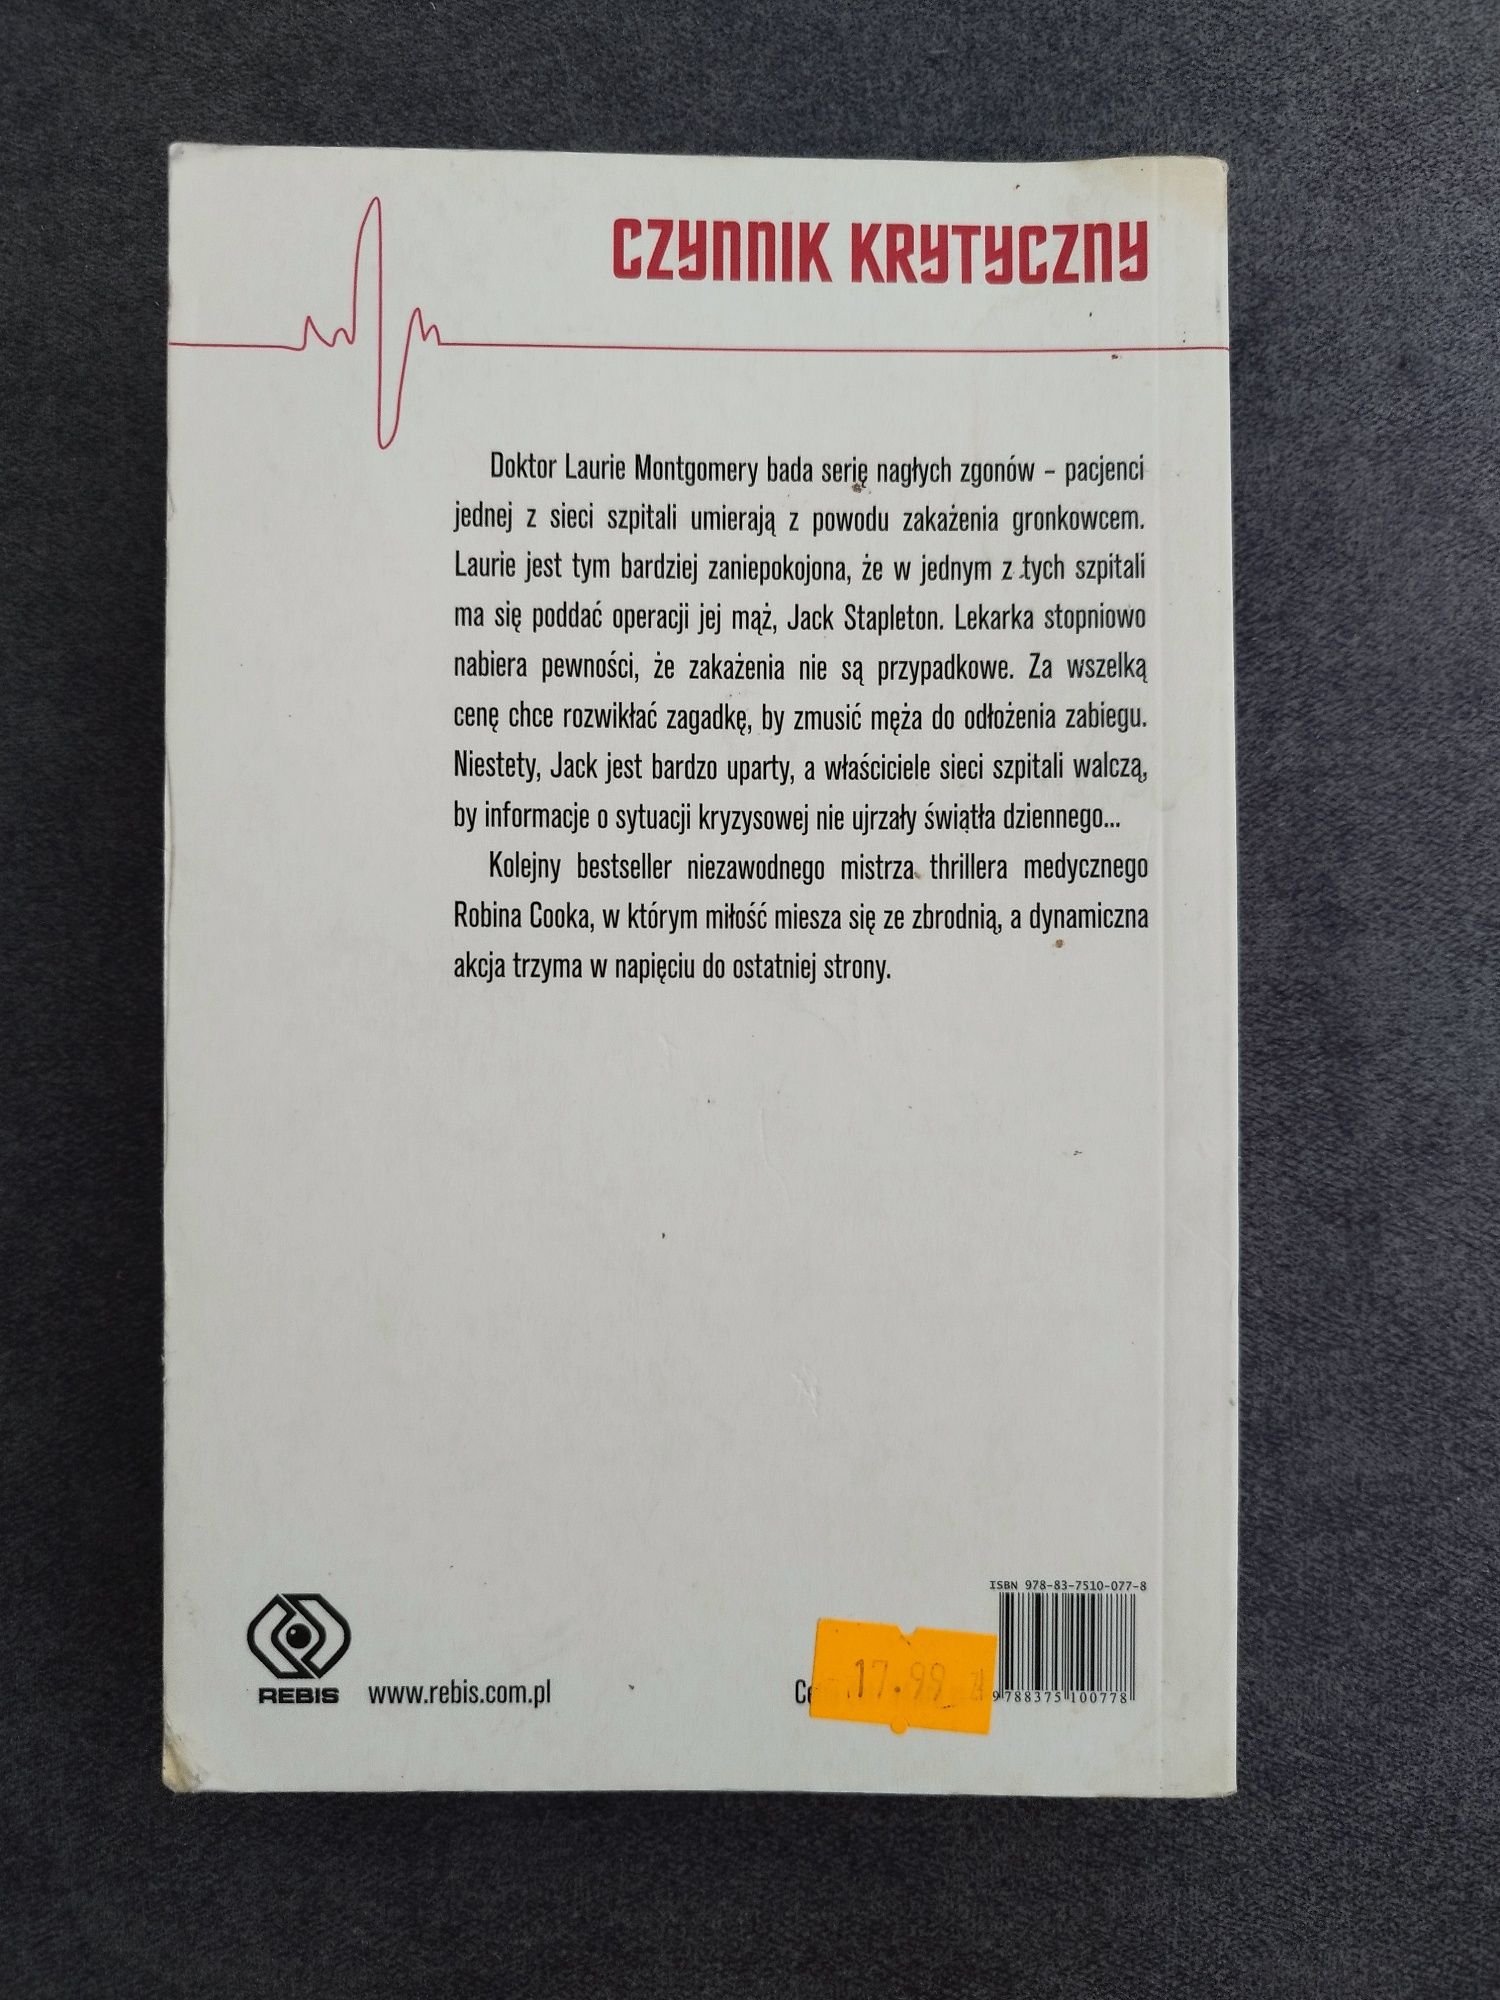 CZYNNIK KRYTYCZNY
Doktor Laurie Montgomery bada serię nagłych zgonów – pacjenci
jednej z sieci szpitali umierają z powodu zakażenia gronkowcem.
Laurie jest tym bardziej zaniepokojona, że w jednym z tych szpitali
ma się poddać operacji jej mąż, Jack Stapleton. Lekarka stopniowo
nabiera pewności, że zakażenia nie są przypadkowe. Za wszelką
cenę chce rozwikłać zagadkę, by zmusić męża do odłożenia zabiegu.
Niestety, Jack jest bardzo uparty, a właściciele sieci szpitali walczą,
by informacje o sytuacji kryzysowej nie ujrzały światła dziennego...
Kolejny bestseller niezawodnego mistrza thrillera medycznego
Robina Cooka, w którym miłość miesza się ze zbrodnią, a dynamiczna
akcja trzyma w napięciu do ostatniej strony.
ISBN 978-83-7510-077-8
17.99 zł
9 788375 100778
REBIS
www.rebis.com.pl